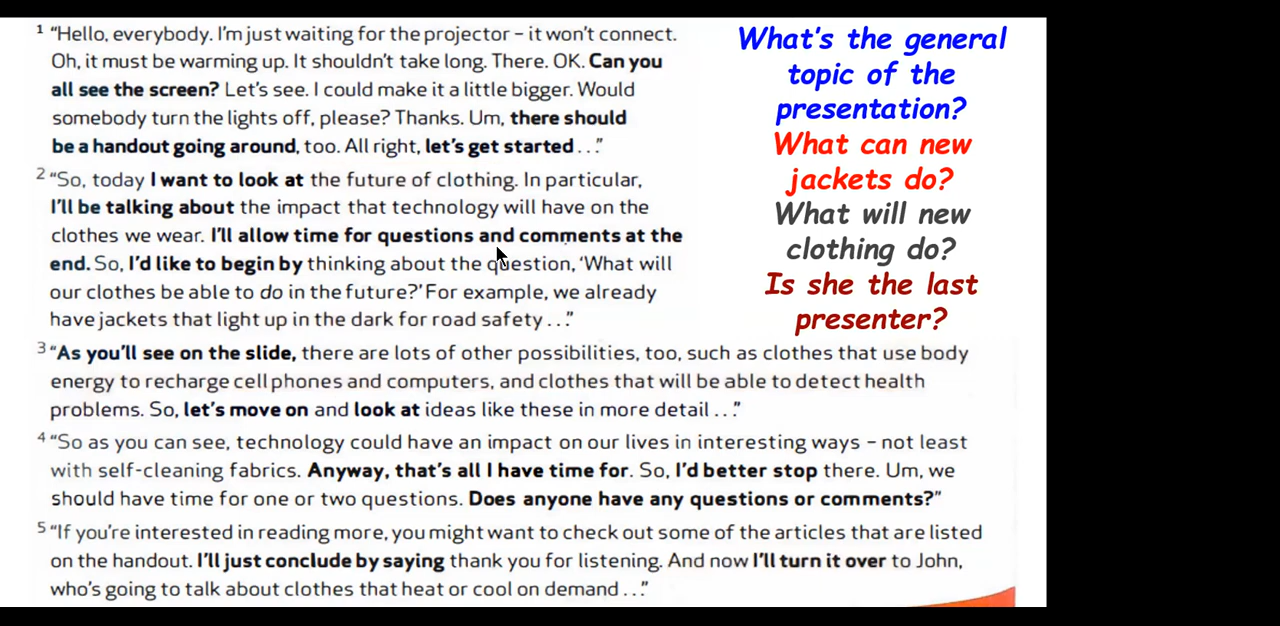 1 "Hello, everybody. I'm just waiting for the projector – it won't connect.
Oh, it must be warming up. It shouldn't take long. There. OK. Can you
all see the screen? Let's see. I could make it a little bigger. Would
somebody turn the lights off, please? Thanks. Um, there should
be a handout going around, too. All right, let's get started . . ."
2 "So, today I want to look at the future of clothing. In particular,
I'll be talking about the impact that technology will have on the
clothes we wear. I'll allow time for questions and comments at the
end. So, I'd like to begin by thinking about the question, 'What will
our clothes be able to do in the future?' For example, we already
have jackets that light up in the dark for road safety . . ."
3 "As you'll see on the slide, there are lots of other possibilities, too, such as clothes that use body
energy to recharge cell phones and computers, and clothes that will be able to detect health
problems. So, let's move on and look at ideas like these in more detail . . ."
4 "So as you can see, technology could have an impact on our lives in interesting ways – not least
with self-cleaning fabrics. Anyway, that's all I have time for. So, I'd better stop there. Um, we
should have time for one or two questions. Does anyone have any questions or comments?"
5 "If you're interested in reading more, you might want to check out some of the articles that are listed
on the handout. I'll just conclude by saying thank you for listening. And now I'll turn it over to John,
who's going to talk about clothes that heat or cool on demand . . ."
What's the general
topic of the
presentation?
What can new
jackets do?
What will new
clothing do?
Is she the last
presenter?